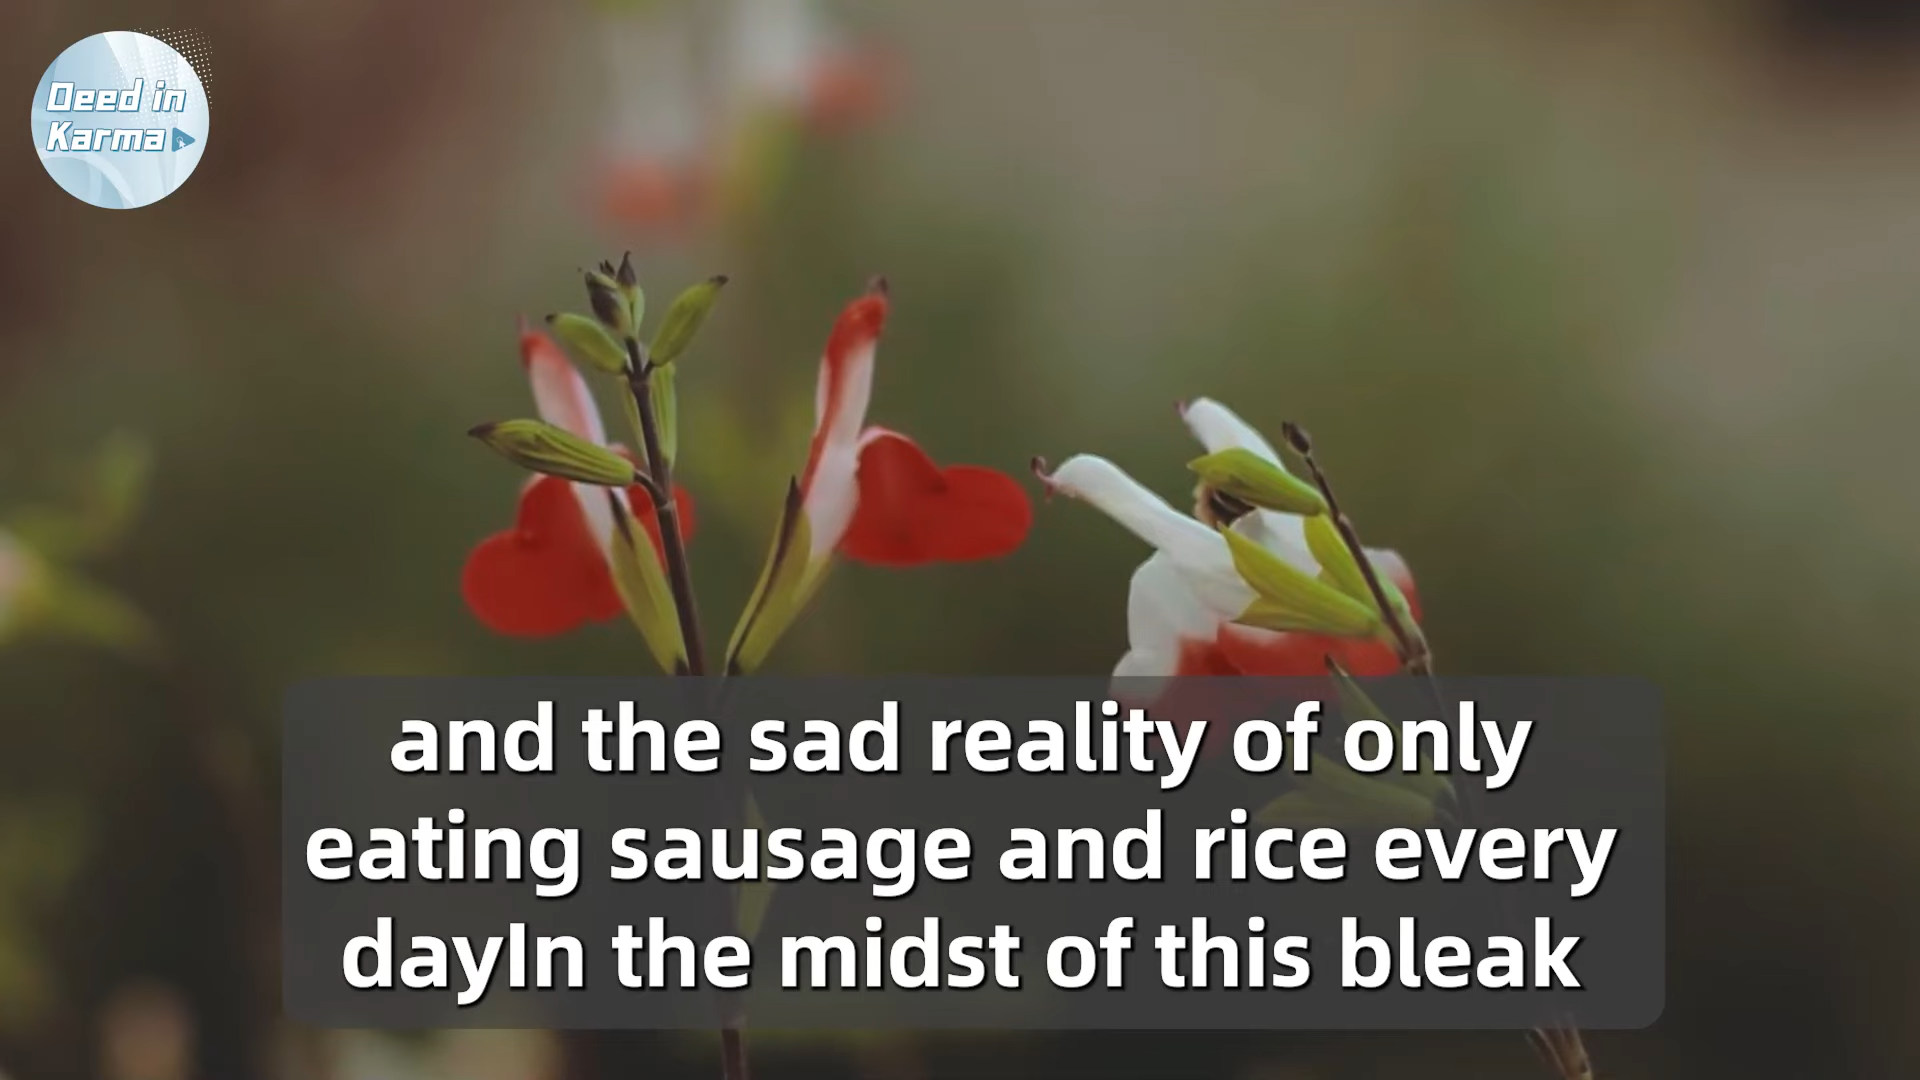 Deed in
Karma
and the sad reality of only
eating sausage and rice every
dayIn the midst of this bleak